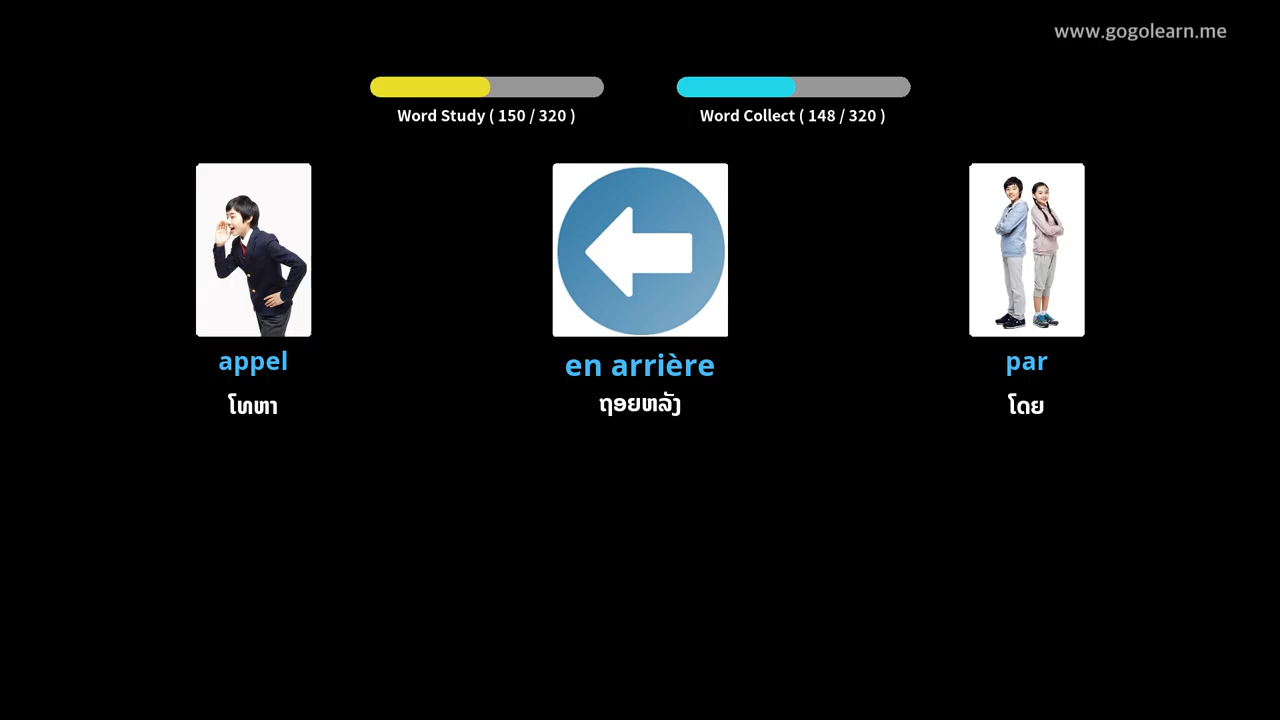 www.gogolearn.me
Word Study ( 150 / 320 )
Word Collect ( 148 / 320 )
appel
ໂທຫາ
en arrière
ຖອຍຫລັງ
par
ໂດຍ